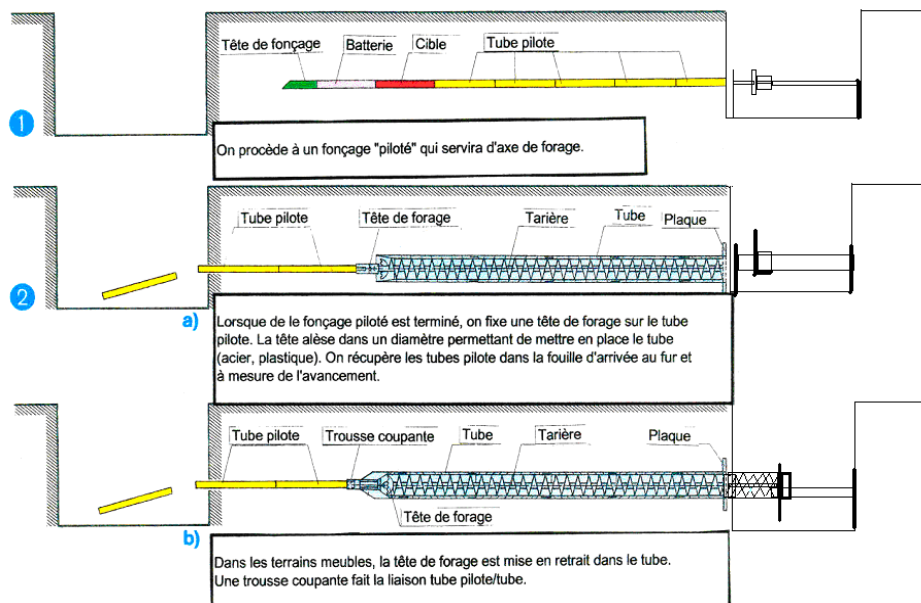 Tête de fonçage Batterie Cible Tube pilote
1
On procède à un fonçage "piloté" qui servira d'axe de forage.
Tube pilote Tête de forage Tarière Tube Plaque
2
a)
Lorsque de le fonçage piloté est terminé, on fixe une tête de forage sur le tube
pilote. La tête alèse dans un diamètre permettant de mettre en place le tube
(acier, plastique). On récupère les tubes pilote dans la fouille d'arrivée au fur et
à mesure de l'avancement.
Tube pilote Trousse coupante Tube Tarière Plaque
Tête de forage
b)
Dans les terrains meubles, la tête de forage est mise en retrait dans le tube.
Une trousse coupante fait la liaison tube pilote/tube.